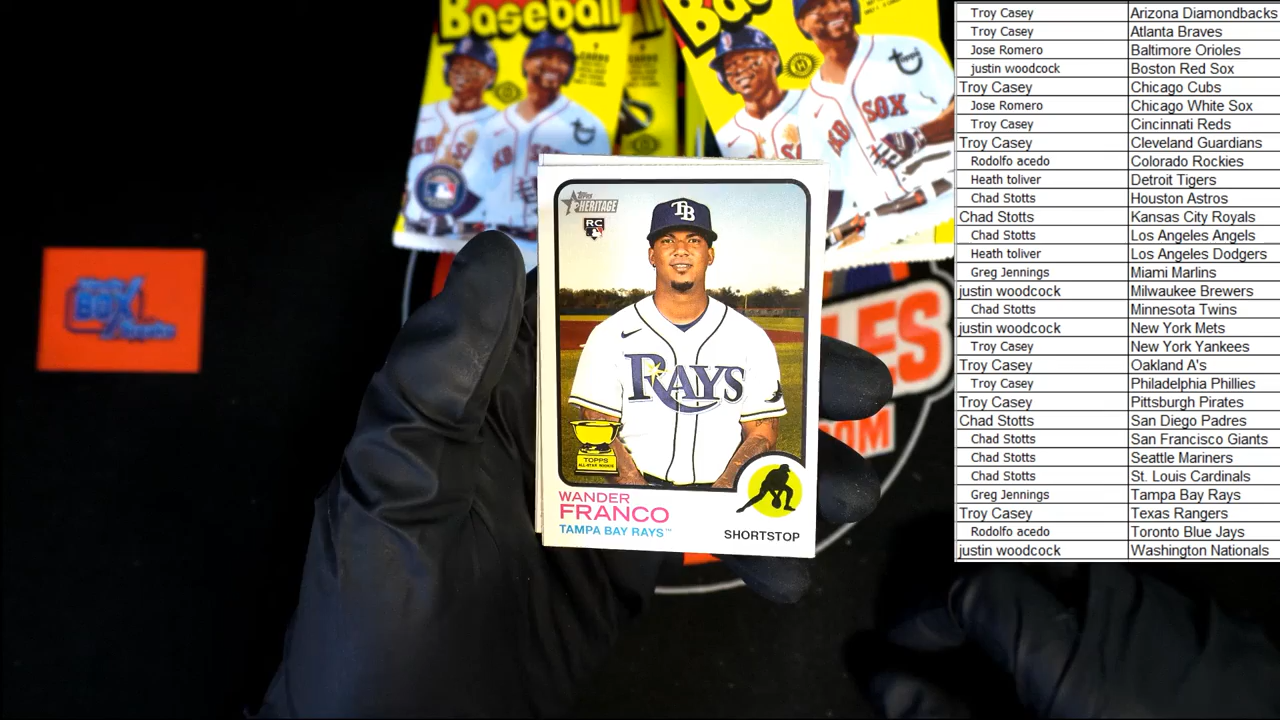 Baseball
Topps
SOX
TOPPS
HERITAGE
RC
TB
RAYS
TOPPS
ALL-STAR ROOKIE
WANDER
FRANCO
TAMPA BAY RAYS™
SHORTSTOP
LES
.COM
BOX
Troy Casey Arizona Diamondbacks
Troy Casey Atlanta Braves
Jose Romero Baltimore Orioles
justin woodcock Boston Red Sox
Troy Casey Chicago Cubs
Jose Romero Chicago White Sox
Troy Casey Cincinnati Reds
Troy Casey Cleveland Guardians
Rodolfo acedo Colorado Rockies
Heath toliver Detroit Tigers
Chad Stotts Houston Astros
Chad Stotts Kansas City Royals
Chad Stotts Los Angeles Angels
Heath toliver Los Angeles Dodgers
Greg Jennings Miami Marlins
justin woodcock Milwaukee Brewers
Chad Stotts Minnesota Twins
justin woodcock New York Mets
Troy Casey New York Yankees
Troy Casey Oakland A's
Troy Casey Philadelphia Phillies
Troy Casey Pittsburgh Pirates
Chad Stotts San Diego Padres
Chad Stotts San Francisco Giants
Chad Stotts Seattle Mariners
Chad Stotts St. Louis Cardinals
Greg Jennings Tampa Bay Rays
Troy Casey Texas Rangers
Rodolfo acedo Toronto Blue Jays
justin woodcock Washington Nationals